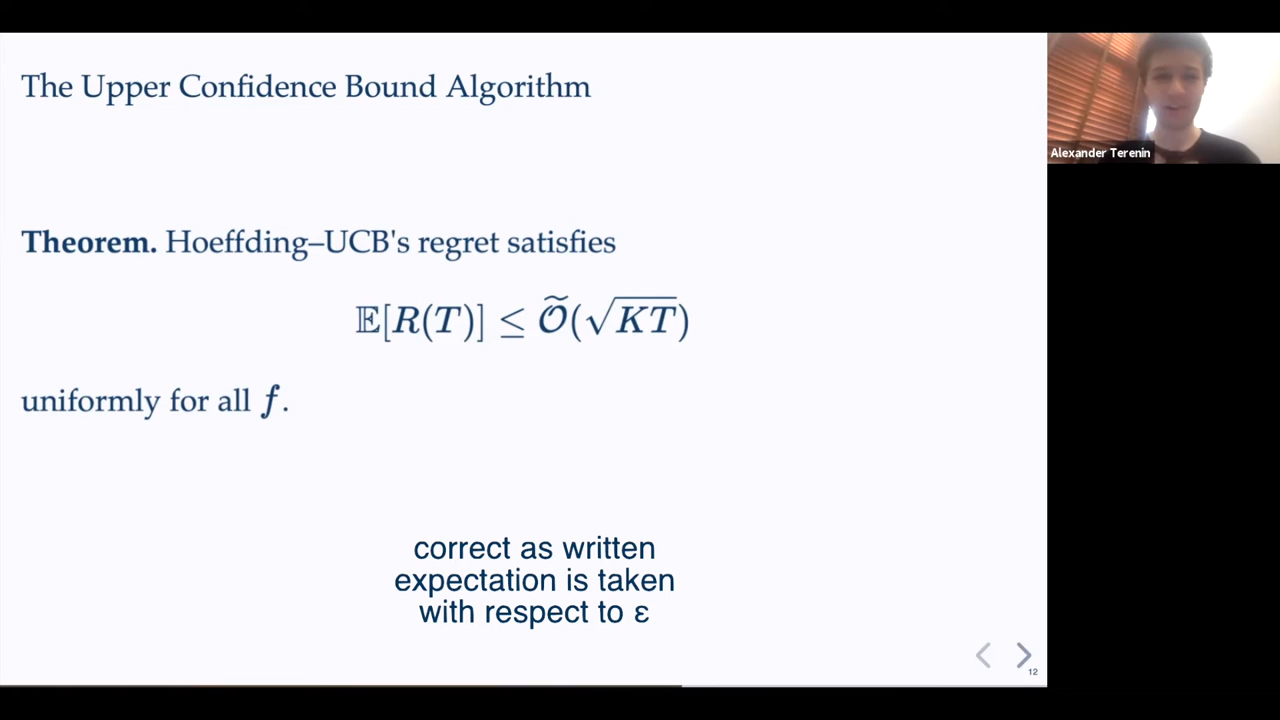 The Upper Confidence Bound Algorithm
Alexander Terenin
Theorem. Hoeffding–UCB's regret satisfies
𝔼[R(T)] ≤ 𝒪̃(√KT)
uniformly for all f.
correct as written
expectation is taken
with respect to ε
12